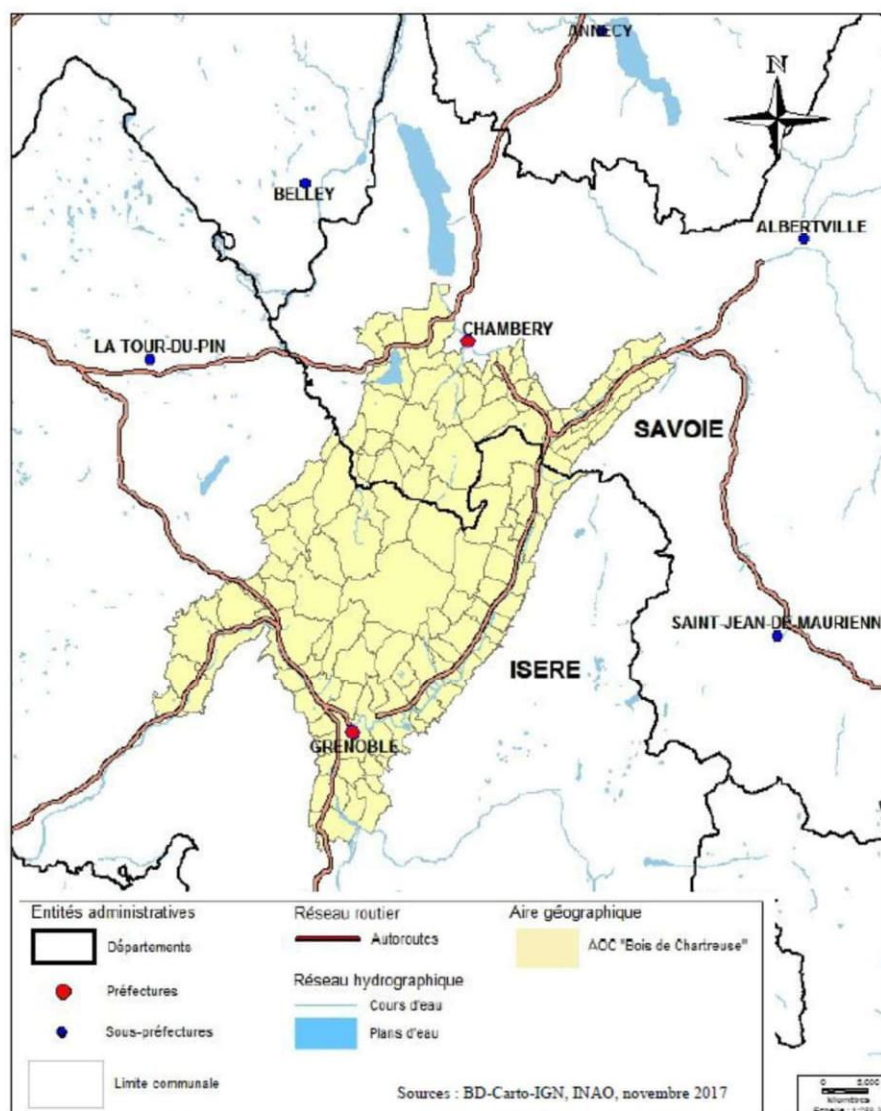 ANNECY
N
BELLEY
ALBERTVILLE
CHAMBERY
LA TOUR-DU-PIN
SAVOIE
SAINT-JEAN-DE-MAURIENN
ISERE
GRENOBLE
Entités administratives
Départements
Préfectures
Sous-préfectures
Limite communale
Réseau routier
Autoroutes
Réseau hydrographique
Cours d'eau
Plans d'eau
Aire géographique
AOC "Bois de Chartreuse"
Sources : BD-Carto-IGN, INAO, novembre 2017
0
kilomètres